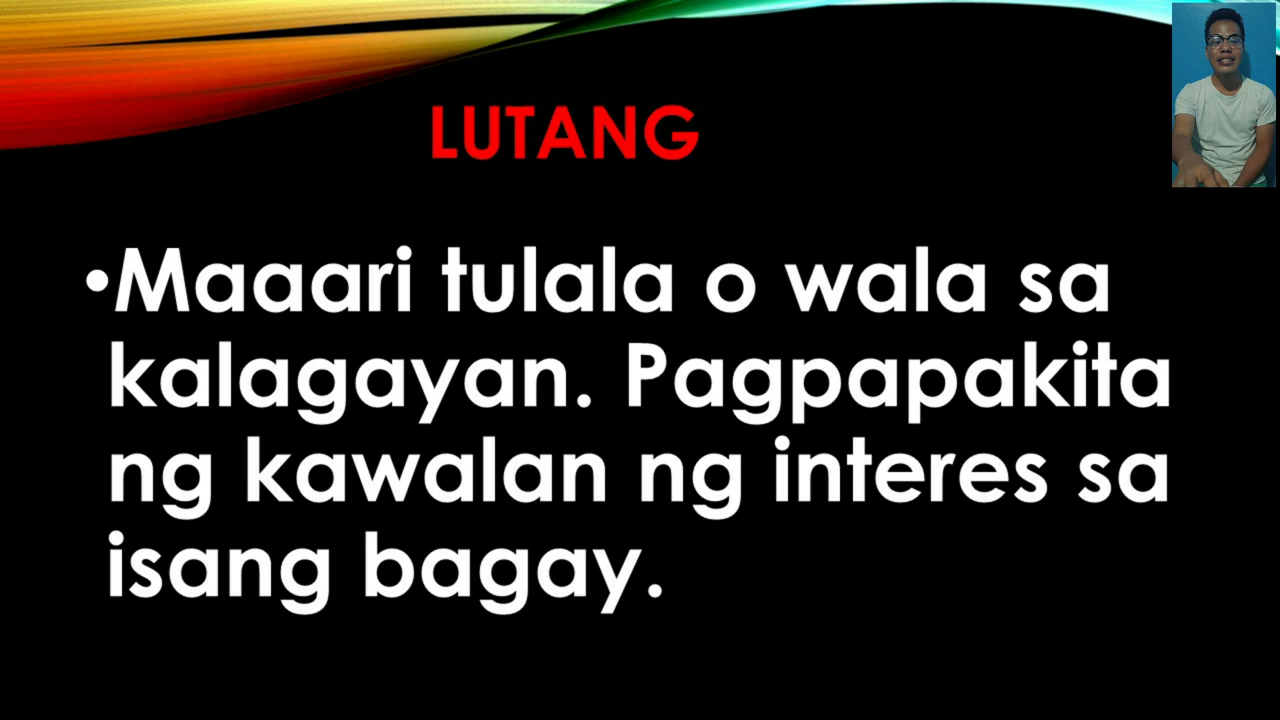 LUTANG
•Maaari tulala o wala sa
kalagayan. Pagpapakita
ng kawalan ng interes sa
isang bagay.